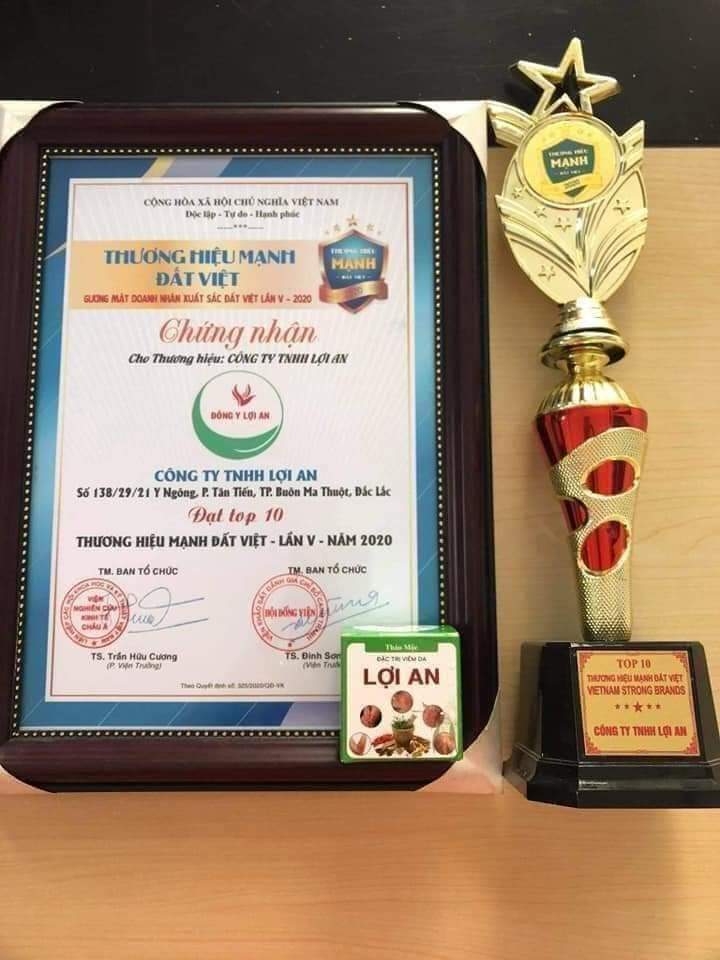 CỘNG HÒA XÃ HỘI CHỦ NGHĨA VIỆT NAM
Độc lập - Tự do - Hạnh phúc
THƯƠNG HIỆU MẠNH
ĐẤT VIỆT
GƯƠNG MẶT DOANH NHÂN XUẤT SẮC ĐẤT VIỆT LẦN V - 2020
THƯƠNG HIỆU
MẠNH
ĐẤT VIỆT
Chứng nhận
Cho Thương hiệu: CÔNG TY TNHH LỢI AN
ĐÔNG Y LỢI AN
CÔNG TY TNHH LỢI AN
Số 138/29/21 Y Ngông, P. Tân Tiến, TP. Buôn Ma Thuột, Đắc Lắc
Đạt top 10
THƯƠNG HIỆU MẠNH ĐẤT VIỆT - LẦN V - NĂM 2020
TM. BAN TỔ CHỨC
VIỆN
NGHIÊN CỨU
KINH TẾ
CHÂU Á
TS. Trần Hữu Cương
(P. Viện Trưởng)
TM. BAN TỔ CHỨC
HỘI ĐỒNG VIỆN
TS. Đinh Sơn
(Viện Trưở
Theo Quyết định số: 325/2020/QĐ-VK
Thảo Mộc
ĐẶC TRỊ VIÊM DA
LỢI AN
THƯƠNG HIỆU
MẠNH
ĐẤT VIỆT
2020
TOP 10
THƯƠNG HIỆU MẠNH ĐẤT VIỆT
VIETNAM STRONG BRANDS
CÔNG TY TNHH LỢI AN